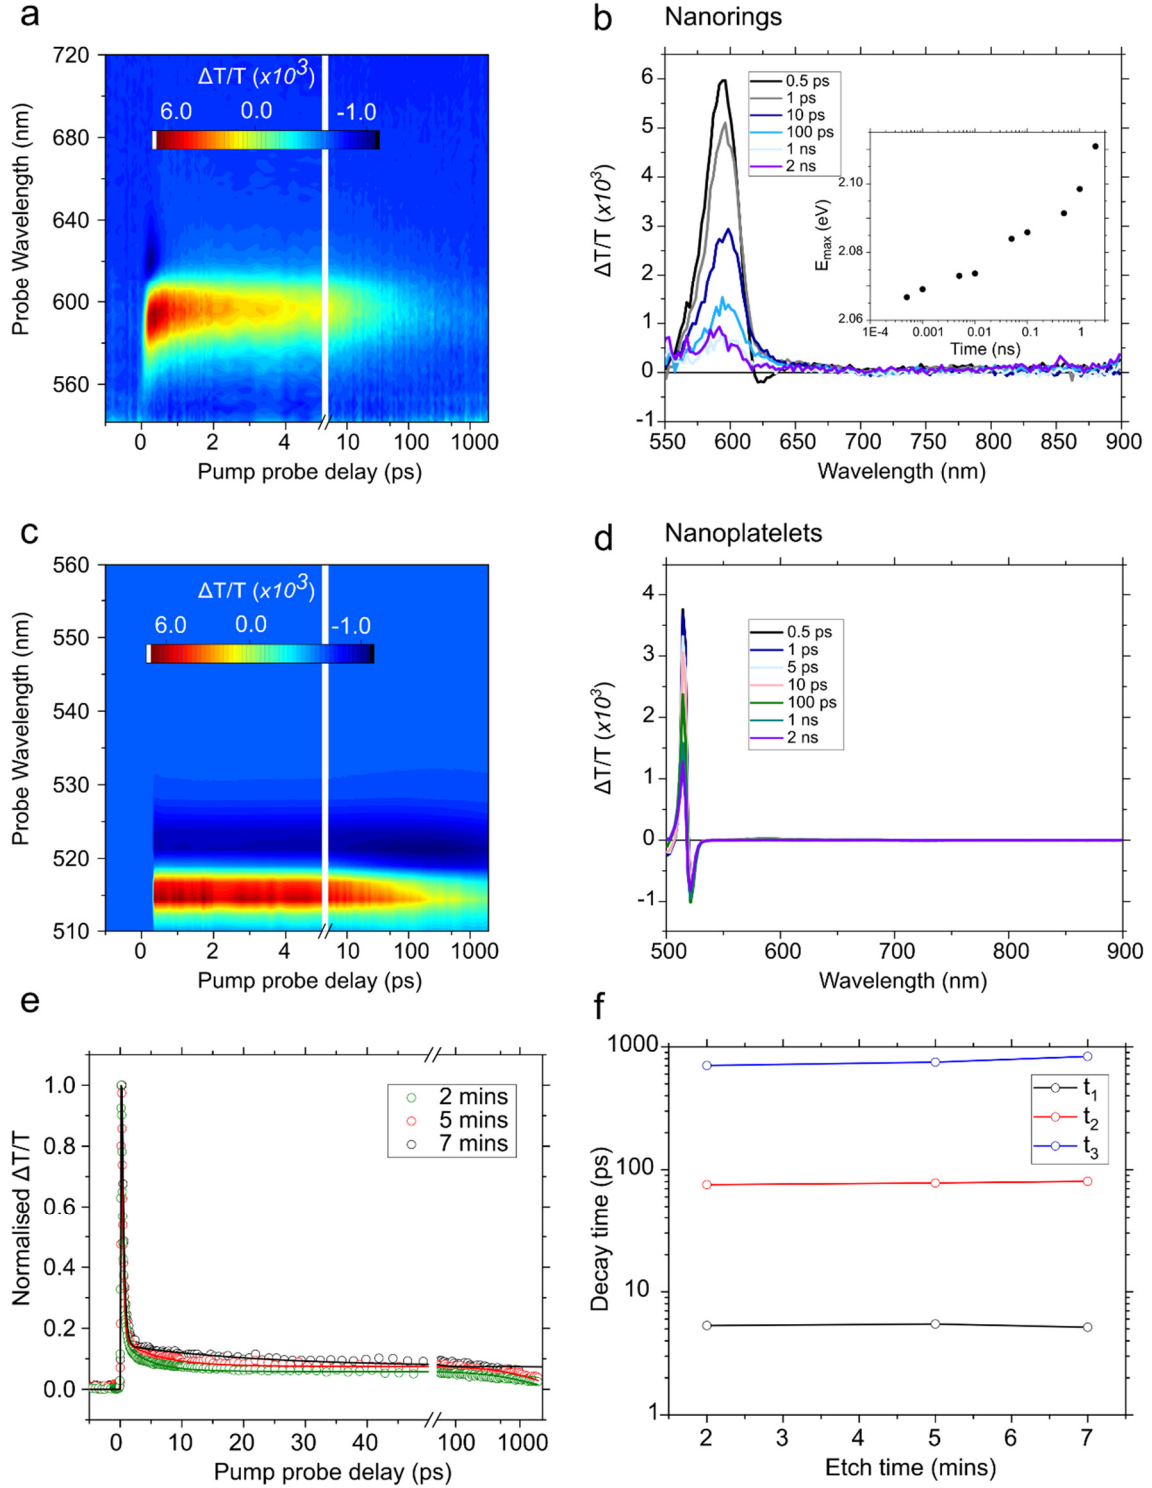 a
ΔT/T (x10³)
6.0 0.0 -1.0
720
680
640
600
560
Probe Wavelength (nm)
0 2 4 10 100 1000
Pump probe delay (ps)
b Nanorings
0.5 ps
1 ps
10 ps
100 ps
1 ns
2 ns
6
5
4
3
2
1
0
-1
ΔT/T (x10³)
2.10
2.08
2.06
E_max (eV)
1E-4 0.001 0.01 0.1 1
Time (ns)
550 600 650 700 750 800 850 900
Wavelength (nm)
c
ΔT/T (x10³)
6.0 0.0 -1.0
560
550
540
530
520
510
Probe Wavelength (nm)
0 2 4 10 100 1000
Pump probe delay (ps)
d Nanoplatelets
0.5 ps
1 ps
5 ps
10 ps
100 ps
1 ns
2 ns
4
3
2
1
0
-1
ΔT/T (x10³)
500 600 700 800 900
Wavelength (nm)
e
2 mins
5 mins
7 mins
1.0
0.8
0.6
0.4
0.2
0.0
Normalised ΔT/T
0 10 20 30 40 50 100 1000
Pump probe delay (ps)
f
t₁
t₂
t₃
1000
100
10
1
Decay time (ps)
2 3 4 5 6 7
Etch time (mins)